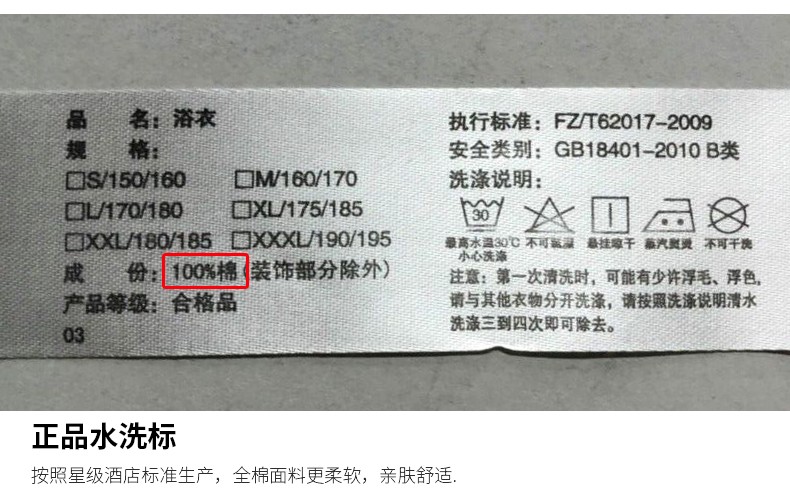 品 名：浴衣
规 格：
□S/150/160 □M/160/170
□L/170/180 □XL/175/185
□XXL/180/185 □XXXL/190/195
成 份：100%棉（装饰部分除外）
产品等级：合格品
03
执行标准：FZ/T62017-2009
安全类别：GB18401-2010 B类
洗涤说明：
30
最高水温30℃ 不可氯漂 悬挂晾干 蒸汽熨烫 不可干洗
小心洗涤
注意：第一次清洗时，可能有少许浮毛、浮色，
请与其他衣物分开洗涤，请按照洗涤说明清水
洗涤三到四次即可除去。
正品水洗标
按照星级酒店标准生产，全棉面料更柔软，亲肤舒适.